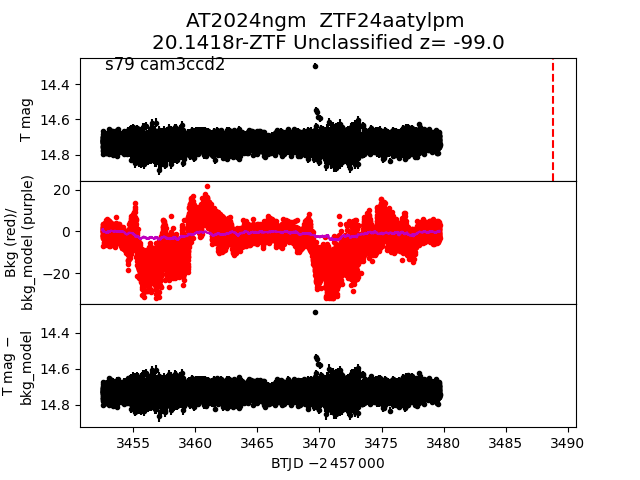 AT2024ngm  ZTF24aatylpm
20.1418r-ZTF Unclassified z= -99.0
s79 cam3ccd2
T mag
14.4
14.6
14.8
Bkg (red)/
bkg_model (purple)
20
0
−20
T mag −
bkg_model
14.4
14.6
14.8
3455 3460 3465 3470 3475 3480 3485 3490
BTJD −2 457 000